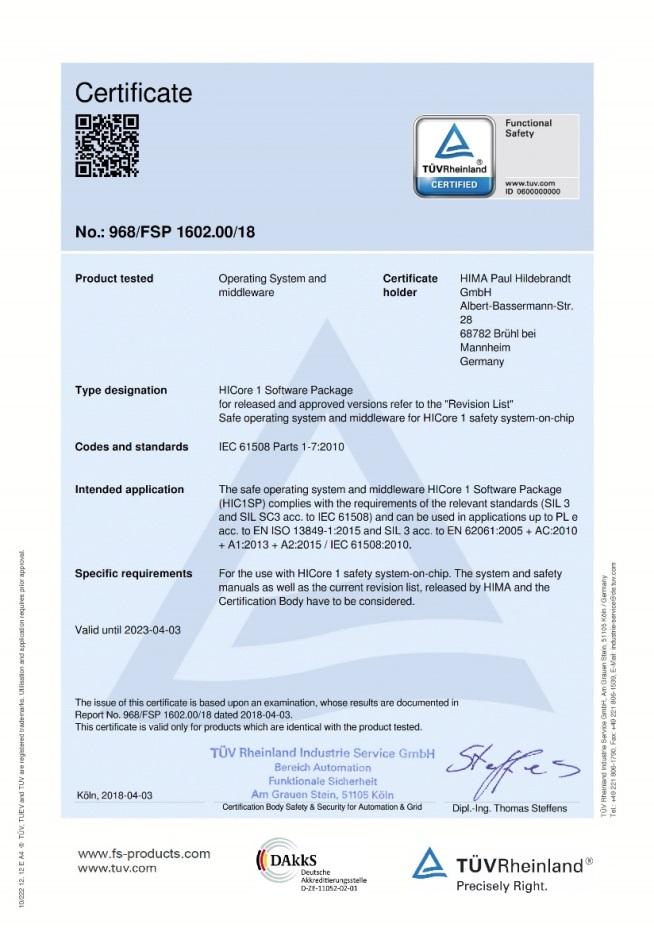 Certificate
TÜVRheinland®
CERTIFIED
Functional
Safety
www.tuv.com
ID 0600000000
No.: 968/FSP 1602.00/18
Product tested
Operating System and
middleware
Certificate
holder
HIMA Paul Hildebrandt
GmbH
Albert-Bassermann-Str.
28
68782 Brühl bei
Mannheim
Germany
Type designation
HICore 1 Software Package
for released and approved versions refer to the "Revision List"
Safe operating system and middleware for HICore 1 safety system-on-chip
Codes and standards
IEC 61508 Parts 1-7:2010
Intended application
The safe operating system and middleware HICore 1 Software Package
(HIC1SP) complies with the requirements of the relevant standards (SIL 3
and SIL SC3 acc. to IEC 61508) and can be used in applications up to PL e
acc. to EN ISO 13849-1:2015 and SIL 3 acc. to EN 62061:2005 + AC:2010
+ A1:2013 + A2:2015 / IEC 61508:2010.
Specific requirements
For the use with HICore 1 safety system-on-chip. The system and safety
manuals as well as the current revision list, released by HIMA and the
Certification Body have to be considered.
Valid until 2023-04-03
The issue of this certificate is based upon an examination, whose results are documented in
Report No. 968/FSP 1602.00/18 dated 2018-04-03.
This certificate is valid only for products which are identical with the product tested.
TÜV Rheinland Industrie Service GmbH
Bereich Automation
Funktionale Sicherheit
Am Grauen Stein, 51105 Köln
Köln, 2018-04-03
Certification Body Safety & Security for Automation & Grid
Steffens
Dipl.-Ing. Thomas Steffens
www.fs-products.com
www.tuv.com
DAkkS
Deutsche
Akkreditierungsstelle
D-ZE-11052-02-01
TÜVRheinland®
Precisely Right.
10/222 12. 12 E A4 ® TÜV, TUEV and TUV are registered trademarks. Utilisation and application requires prior approval.
TÜV Rheinland Industrie Service GmbH, Am Grauen Stein, 51105 Köln / Germany
Tel.: +49 221 806-1790, Fax: +49 221 806-1539, E-Mail: industrie-service@de.tuv.com